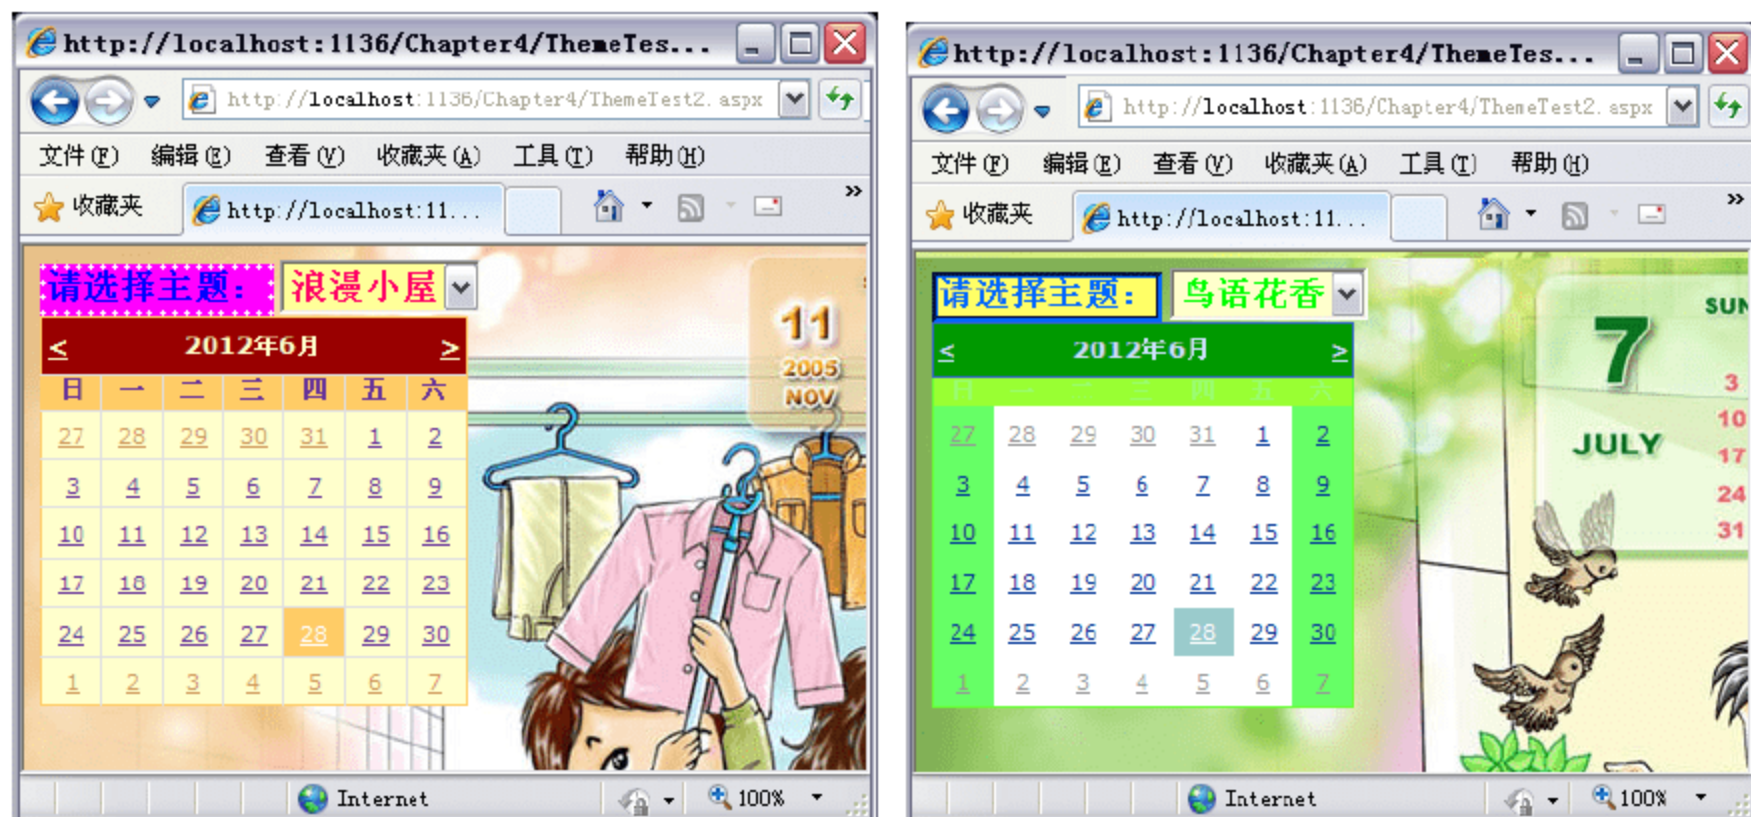 http://localhost:1136/Chapter4/ThemeTes...
http://localhost:1136/Chapter4/ThemeTest2.aspx
文件(F) 编辑(E) 查看(V) 收藏夹(A) 工具(T) 帮助(H)
收藏夹 http://localhost:11... »
请选择主题： 浪漫小屋
< 2012年6月 >
日 一 二 三 四 五 六
27 28 29 30 31 1 2
3 4 5 6 7 8 9
10 11 12 13 14 15 16
17 18 19 20 21 22 23
24 25 26 27 28 29 30
1 2 3 4 5 6 7
11
2005
NOV
Internet 100%
http://localhost:1136/Chapter4/ThemeTes...
http://localhost:1136/Chapter4/ThemeTest2.aspx
文件(F) 编辑(E) 查看(V) 收藏夹(A) 工具(T) 帮助(H)
收藏夹 http://localhost:11... »
请选择主题： 鸟语花香
< 2012年6月 >
日 一 二 三 四 五 六
27 28 29 30 31 1 2
3 4 5 6 7 8 9
10 11 12 13 14 15 16
17 18 19 20 21 22 23
24 25 26 27 28 29 30
1 2 3 4 5 6 7
7
JULY
SUN
3
10
17
24
31
Internet 100%